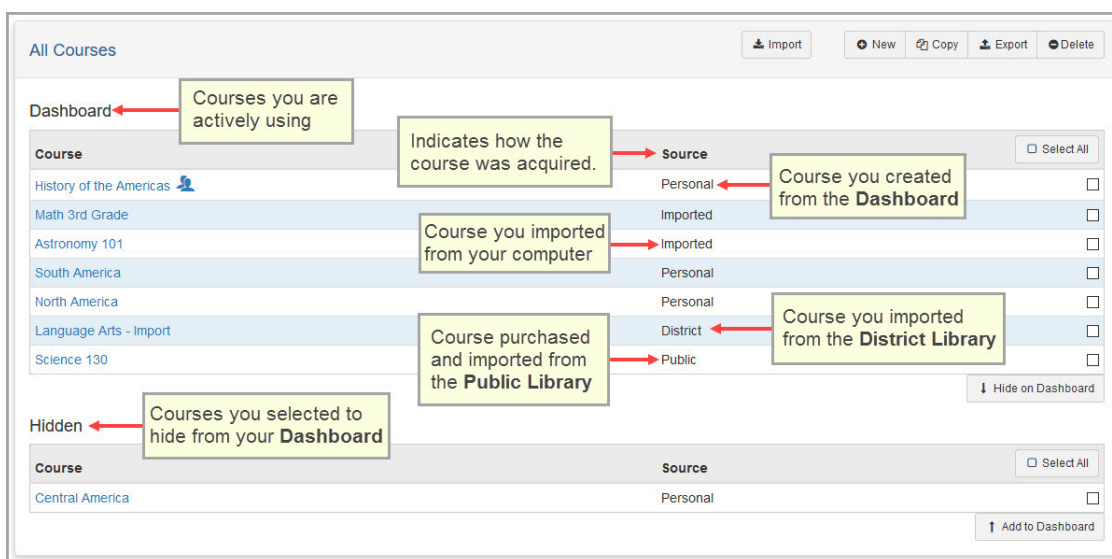 All Courses
Import
New
Copy
Export
Delete
Dashboard
Courses you are
actively using
Indicates how the
course was acquired.
Course
Source
Select All
History of the Americas
Personal
Course you created
from the Dashboard
Math 3rd Grade
Imported
Course you imported
from your computer
Astronomy 101
Imported
South America
Personal
North America
Personal
Course you imported
from the District Library
Language Arts - Import
District
Course purchased
and imported from
the Public Library
Science 130
Public
Hide on Dashboard
Hidden
Courses you selected to
hide from your Dashboard
Course
Source
Select All
Central America
Personal
Add to Dashboard